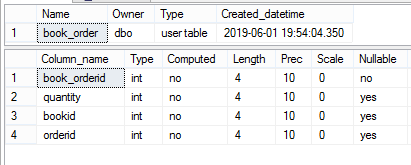 Name Owner Type Created_datetime
1 book_order dbo user table 2019-06-01 19:54:04.350
Column_name Type Computed Length Prec Scale Nullable
1 book_orderid int no 4 10 0 no
2 quantity int no 4 10 0 yes
3 bookid int no 4 10 0 yes
4 orderid int no 4 10 0 yes